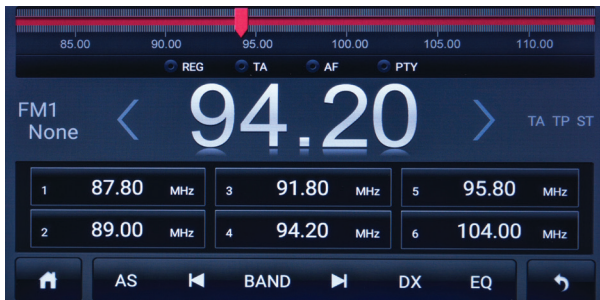 85.00 90.00 95.00 100.00 105.00 110.00
REG TA AF PTY
FM1
None
94.20
TA TP ST
1 87.80 MHz 3 91.80 MHz 5 95.80 MHz
2 89.00 MHz 4 94.20 MHz 6 104.00 MHz
AS BAND DX EQ